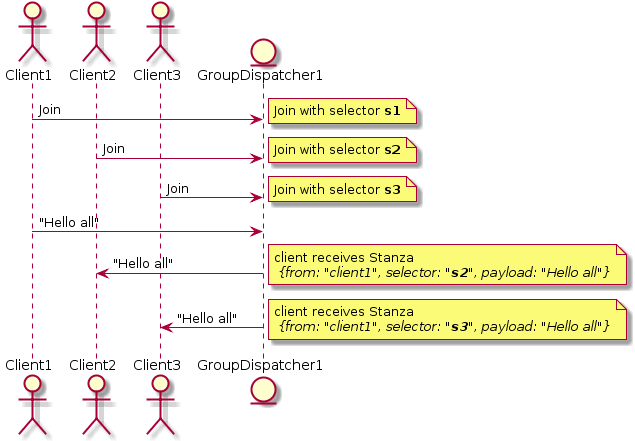 Client1 Client2 Client3 GroupDispatcher1
Join
Join with selector s1
Join
Join with selector s2
Join
Join with selector s3
"Hello all"
"Hello all"
client receives Stanza
{from: "client1", selector: "s2", payload: "Hello all"}
"Hello all"
client receives Stanza
{from: "client1", selector: "s3", payload: "Hello all"}
Client1 Client2 Client3 GroupDispatcher1